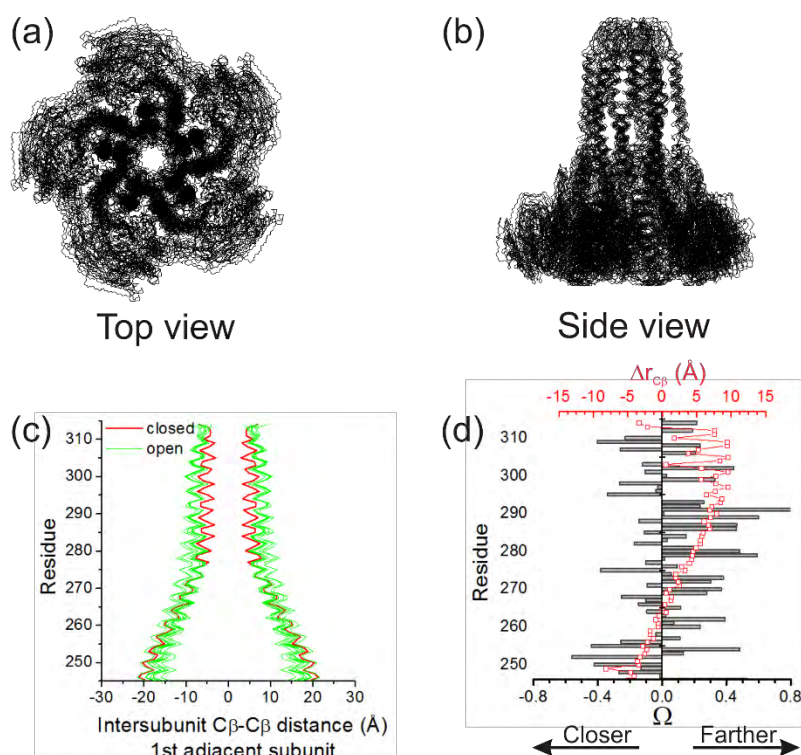 (a)
(b)
Top view
Side view
(c)
closed
open
310
300
290
280
270
260
250
Residue
-30 -20 -10 0 10 20 30
Intersubunit Cβ-Cβ distance (Å)
1st adjacent subunit
(d)
Δr_Cβ (Å)
-15 -10 -5 0 5 10 15
310
300
290
280
270
260
250
Residue
-0.8 -0.4 0.0 0.4 0.8
Ω
Closer Farther